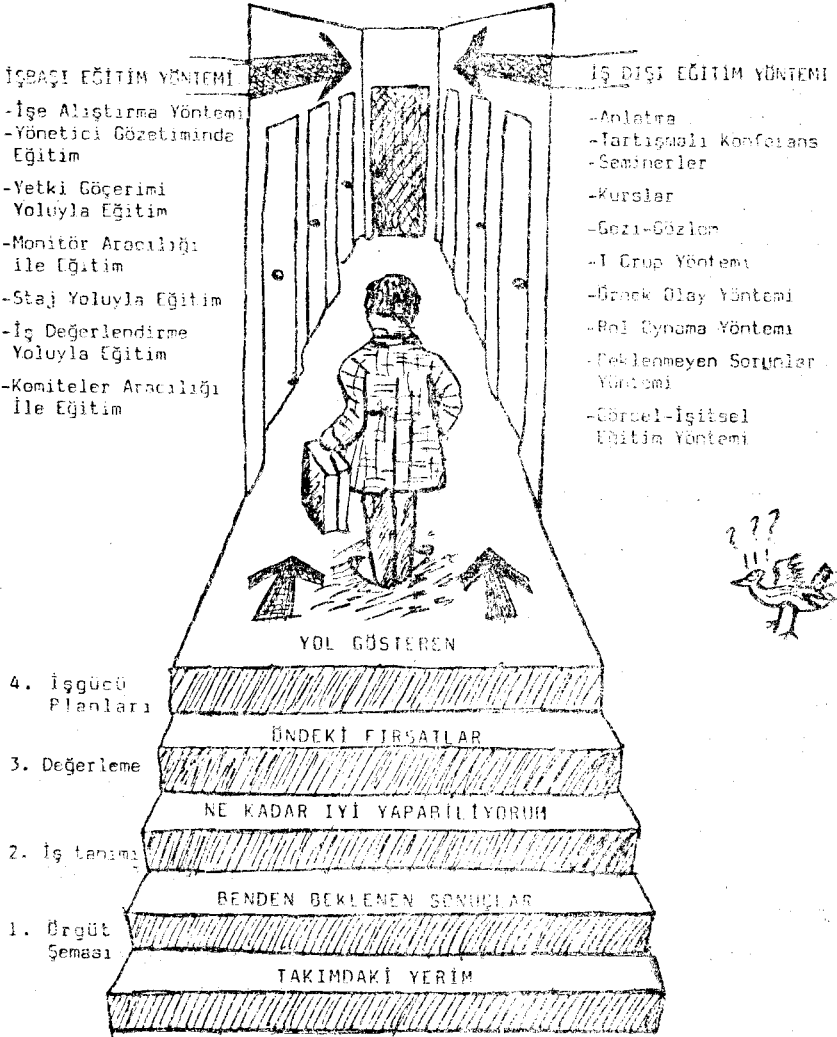 İŞBAŞI EĞİTİM YÖNTEMİ
-İşe Alıştırma Yöntemi
-Yönetici Gözetiminde
Eğitim
-Yetki Göçerimi
Yoluyla Eğitim
-Monitör Aracılığı
ile Eğitim
-Staj Yoluyla Eğitim
-İş Değerlendirme
Yoluyla Eğitim
-Komiteler Aracılığı
İle Eğitim
İŞ DIŞI EĞİTİM YÖNTEMİ
-Anlatma
-Tartışmalı Konferans
-Seminerler
-Kurslar
-Gezi-Gözlem
-T Grup Yöntemi
-Örnek Olay Yöntemi
-Rol Oynama Yöntemi
-Beklenmeyen Sorunlar
Yöntemi
-Görsel-İşitsel
Eğitim Yöntemi
? ? ?
! ! !
YOL GÖSTEREN
4. İşgücü
Planları
ÖNDEKİ FIRSATLAR
3. Değerleme
NE KADAR IYİ YAPABİLİYORUM
2. İş tanımı
BENDEN BEKLENEN SONUÇLAR
1. Örgüt
Şeması
TAKIMDAKİ YERİM